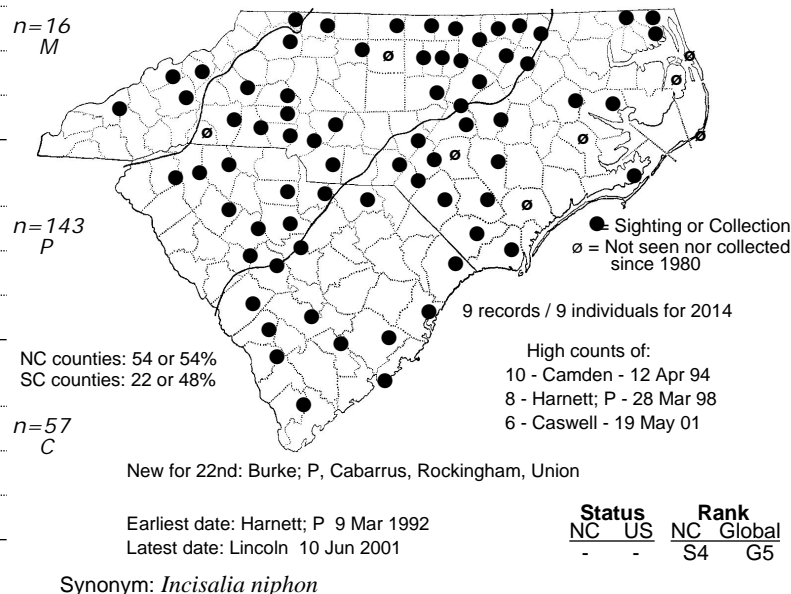 n=16
M
n=143
P
n=57
C
= Sighting or Collection
ø = Not seen nor collected
since 1980
9 records / 9 individuals for 2014
NC counties: 54 or 54%
SC counties: 22 or 48%
High counts of:
10 - Camden - 12 Apr 94
8 - Harnett; P - 28 Mar 98
6 - Caswell - 19 May 01
New for 22nd: Burke; P, Cabarrus, Rockingham, Union
Earliest date: Harnett; P 9 Mar 1992
Latest date: Lincoln 10 Jun 2001
Status Rank
NC US NC Global
- - S4 G5
Synonym: Incisalia niphon